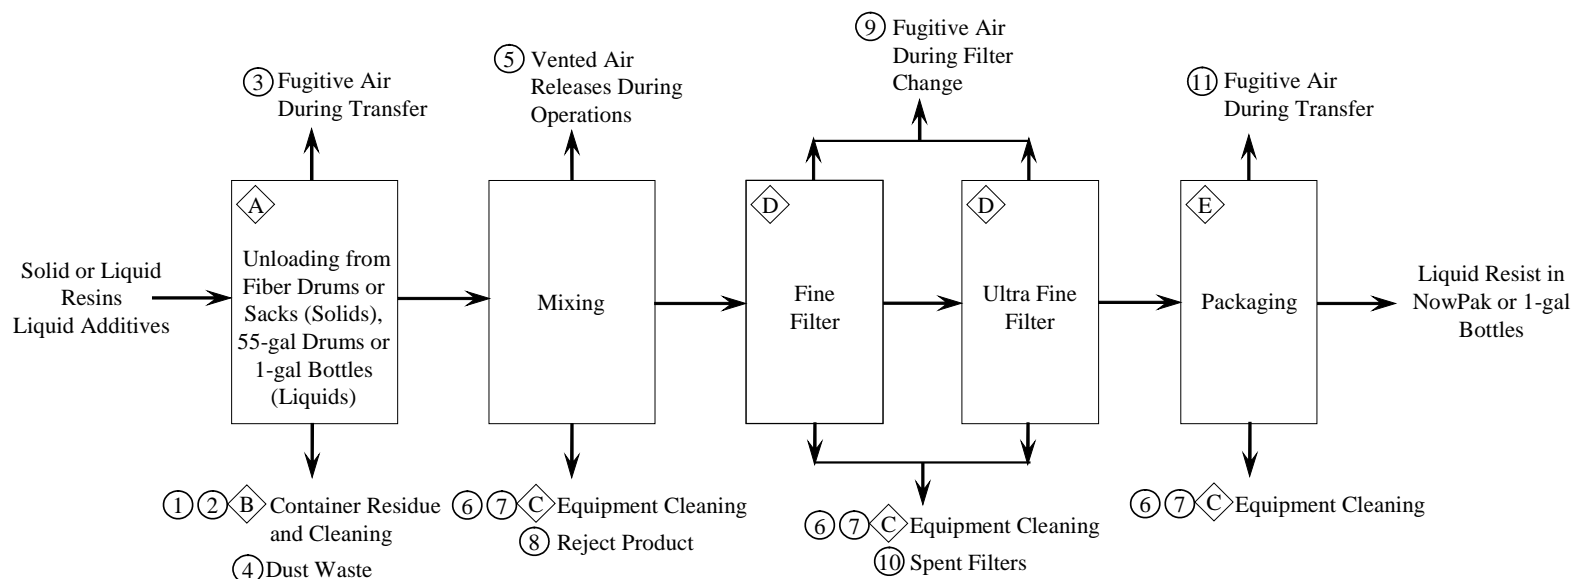 9 Fugitive Air
During Filter
Change
3 Fugitive Air
During Transfer
5 Vented Air
Releases During
Operations
11 Fugitive Air
During Transfer
Solid or Liquid
Resins
Liquid Additives
A
Unloading from
Fiber Drums or
Sacks (Solids),
55-gal Drums or
1-gal Bottles
(Liquids)
Mixing
D
Fine
Filter
D
Ultra Fine
Filter
E
Packaging
Liquid Resist in
NowPak or 1-gal
Bottles
1 2 B Container Residue
and Cleaning
4 Dust Waste
6 7 C Equipment Cleaning
8 Reject Product
6 7 C Equipment Cleaning
10 Spent Filters
6 7 C Equipment Cleaning